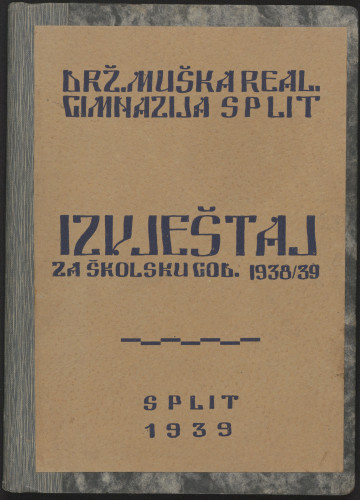 DRŽ. MUŠKA REAL.
GIMNAZIJA SPLIT
IZVJEŠTAJ
ZA ŠKOLSKU GOD. 1938/39
SPLIT
1939